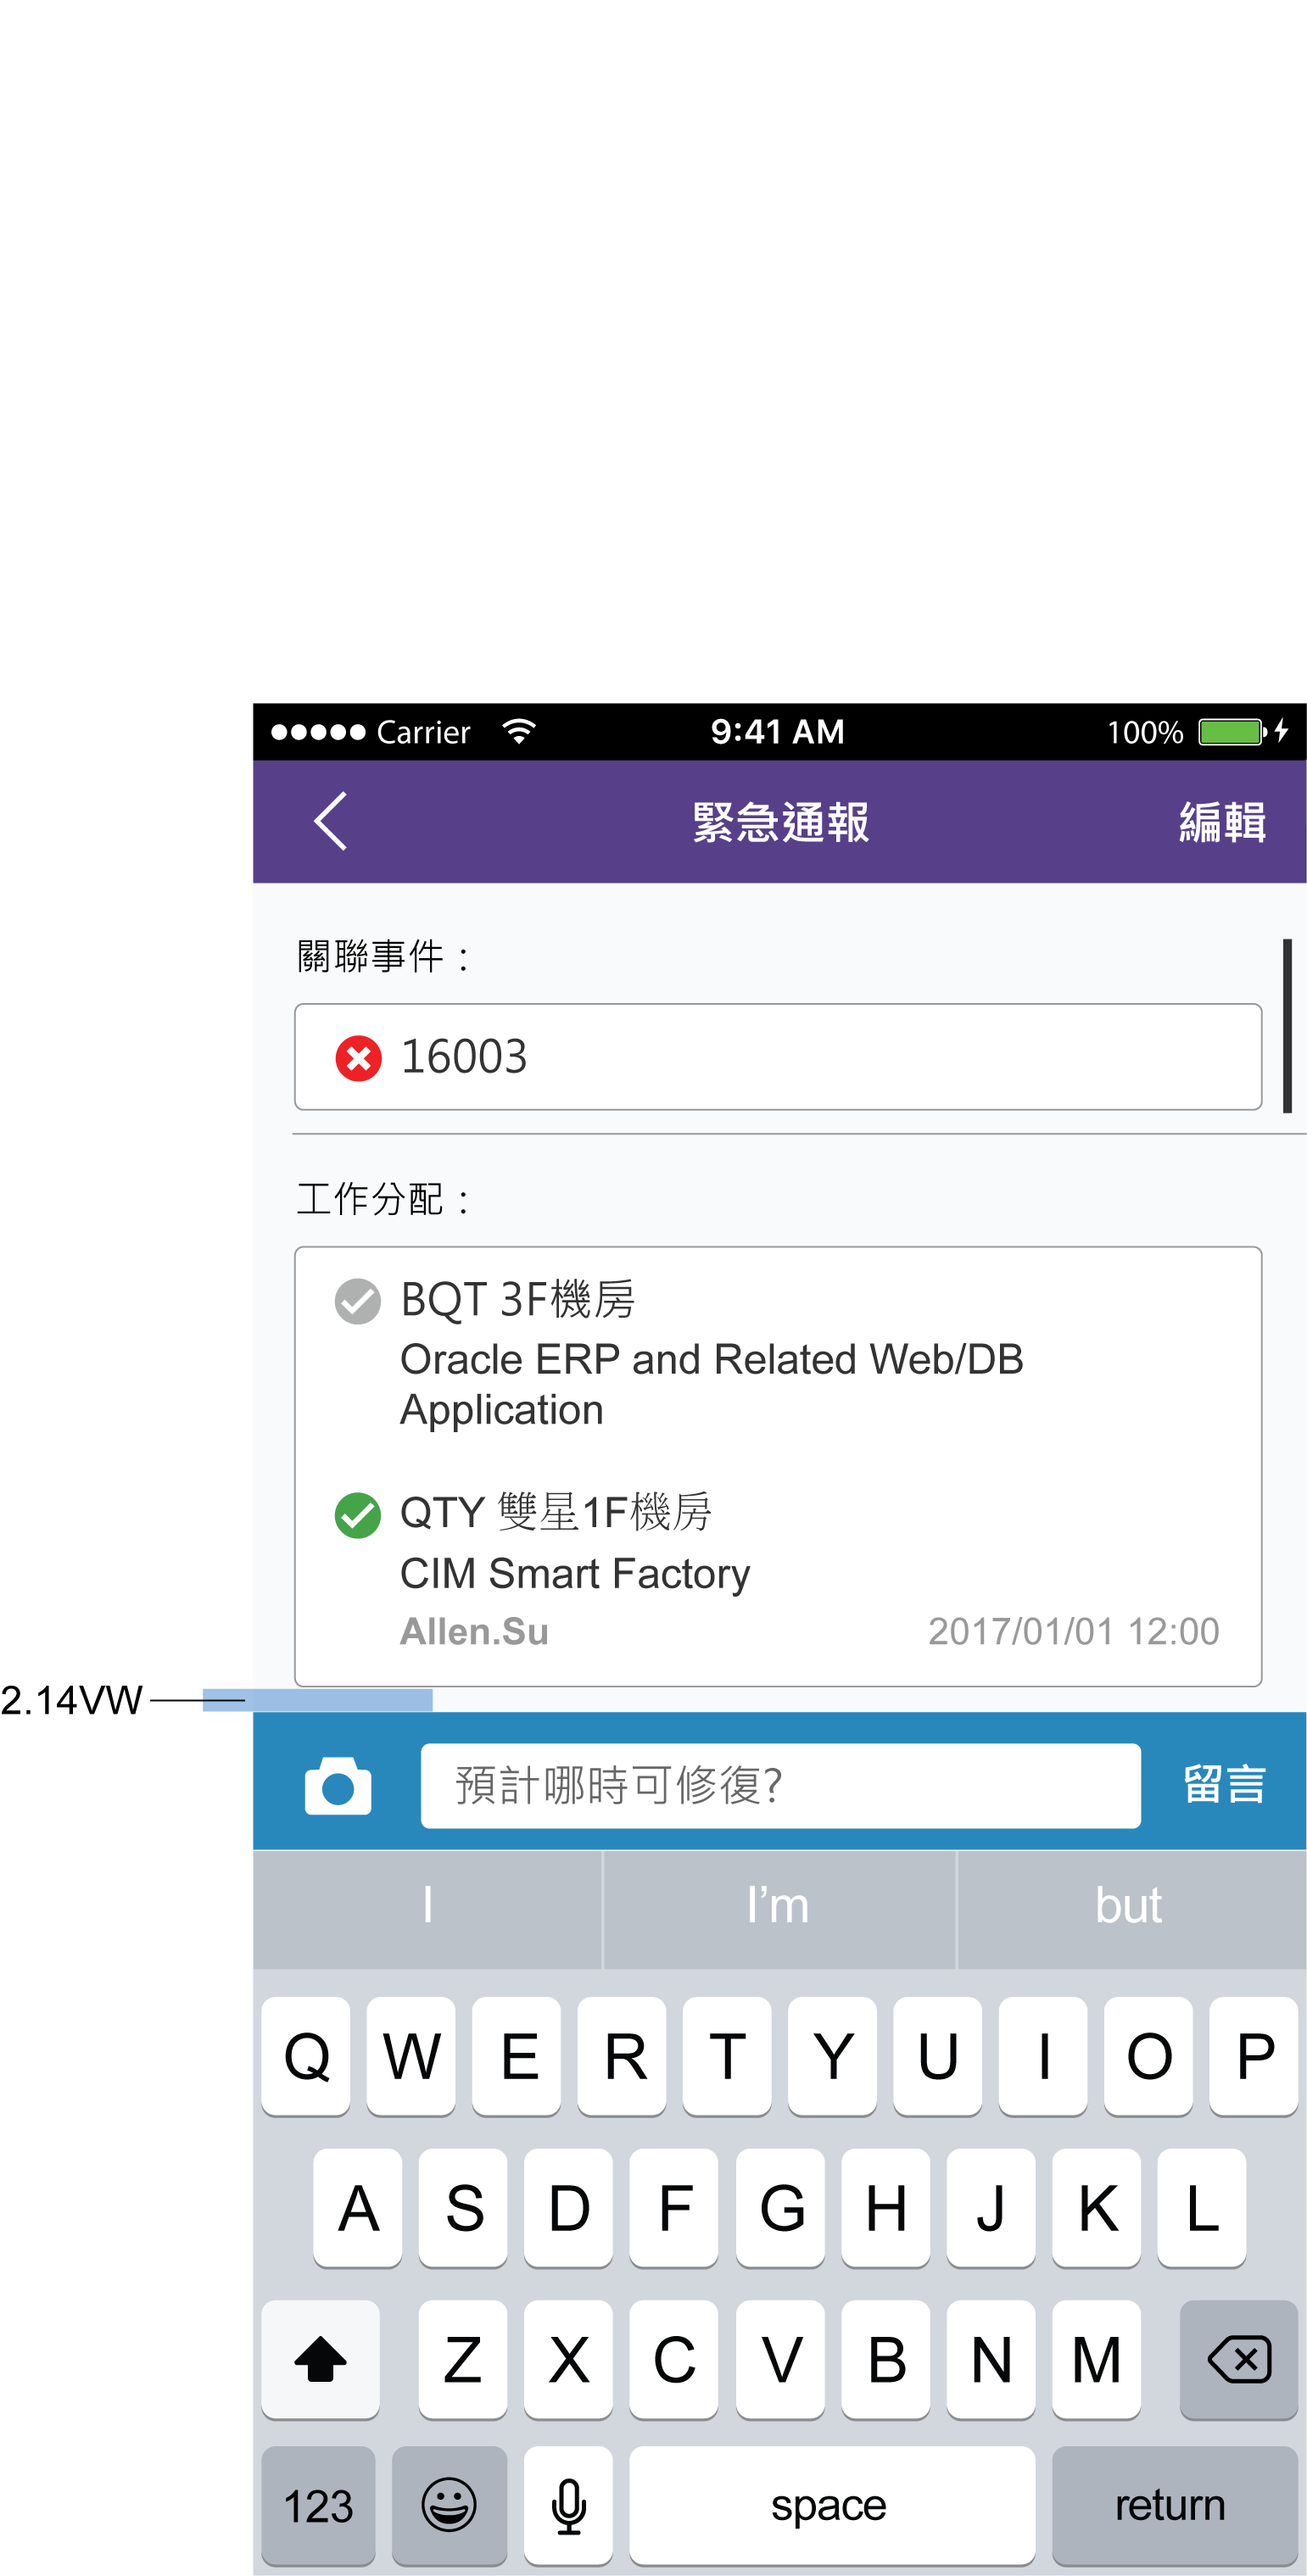 Carrier 9:41 AM 100%
緊急通報 編輯
關聯事件：
16003
工作分配：
BQT 3F機房
Oracle ERP and Related Web/DB
Application
QTY 雙星1F機房
CIM Smart Factory
Allen.Su 2017/01/01 12:00
2.14VW
預計哪時可修復? 留言
I I’m but
Q W E R T Y U I O P
A S D F G H J K L
Z X C V B N M
123 space return